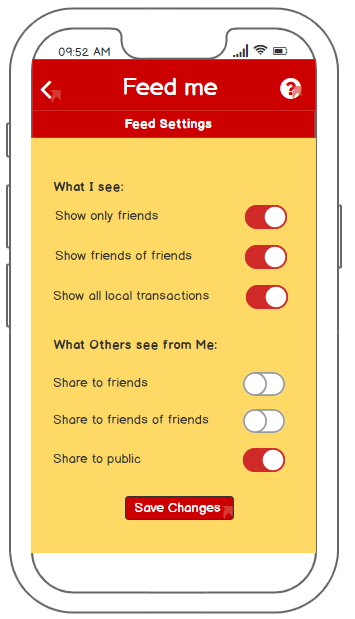 09:52 AM
Feed me
?
Feed Settings
What I see:
Show only friends
Show friends of friends
Show all local transactions
What Others see from Me:
Share to friends
Share to friends of friends
Share to public
Save Changes